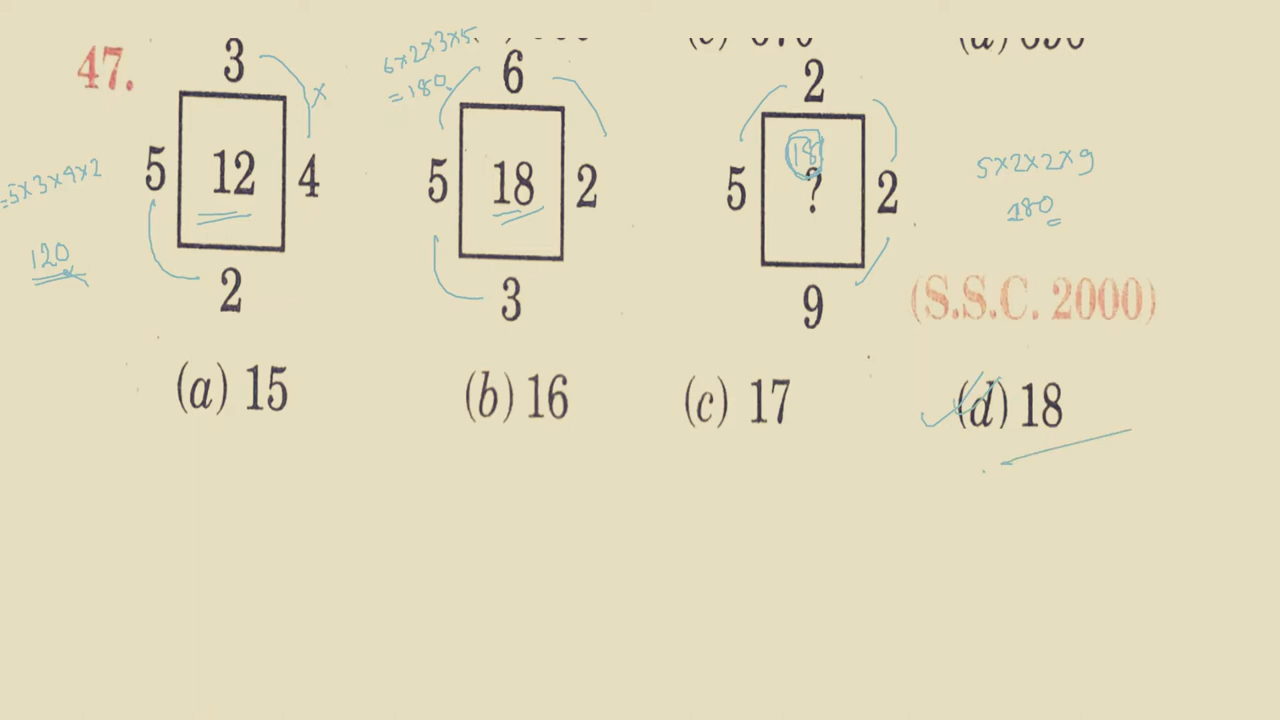 47.
3
5 12 4
2
=5×3×4×2
120
6×2×3×5
=180
6
5 18 2
3
2
18
5 ? 2
9
5×2×2×9
180
(S.S.C. 2000)
(a) 15 (b) 16 (c) 17 (d) 18